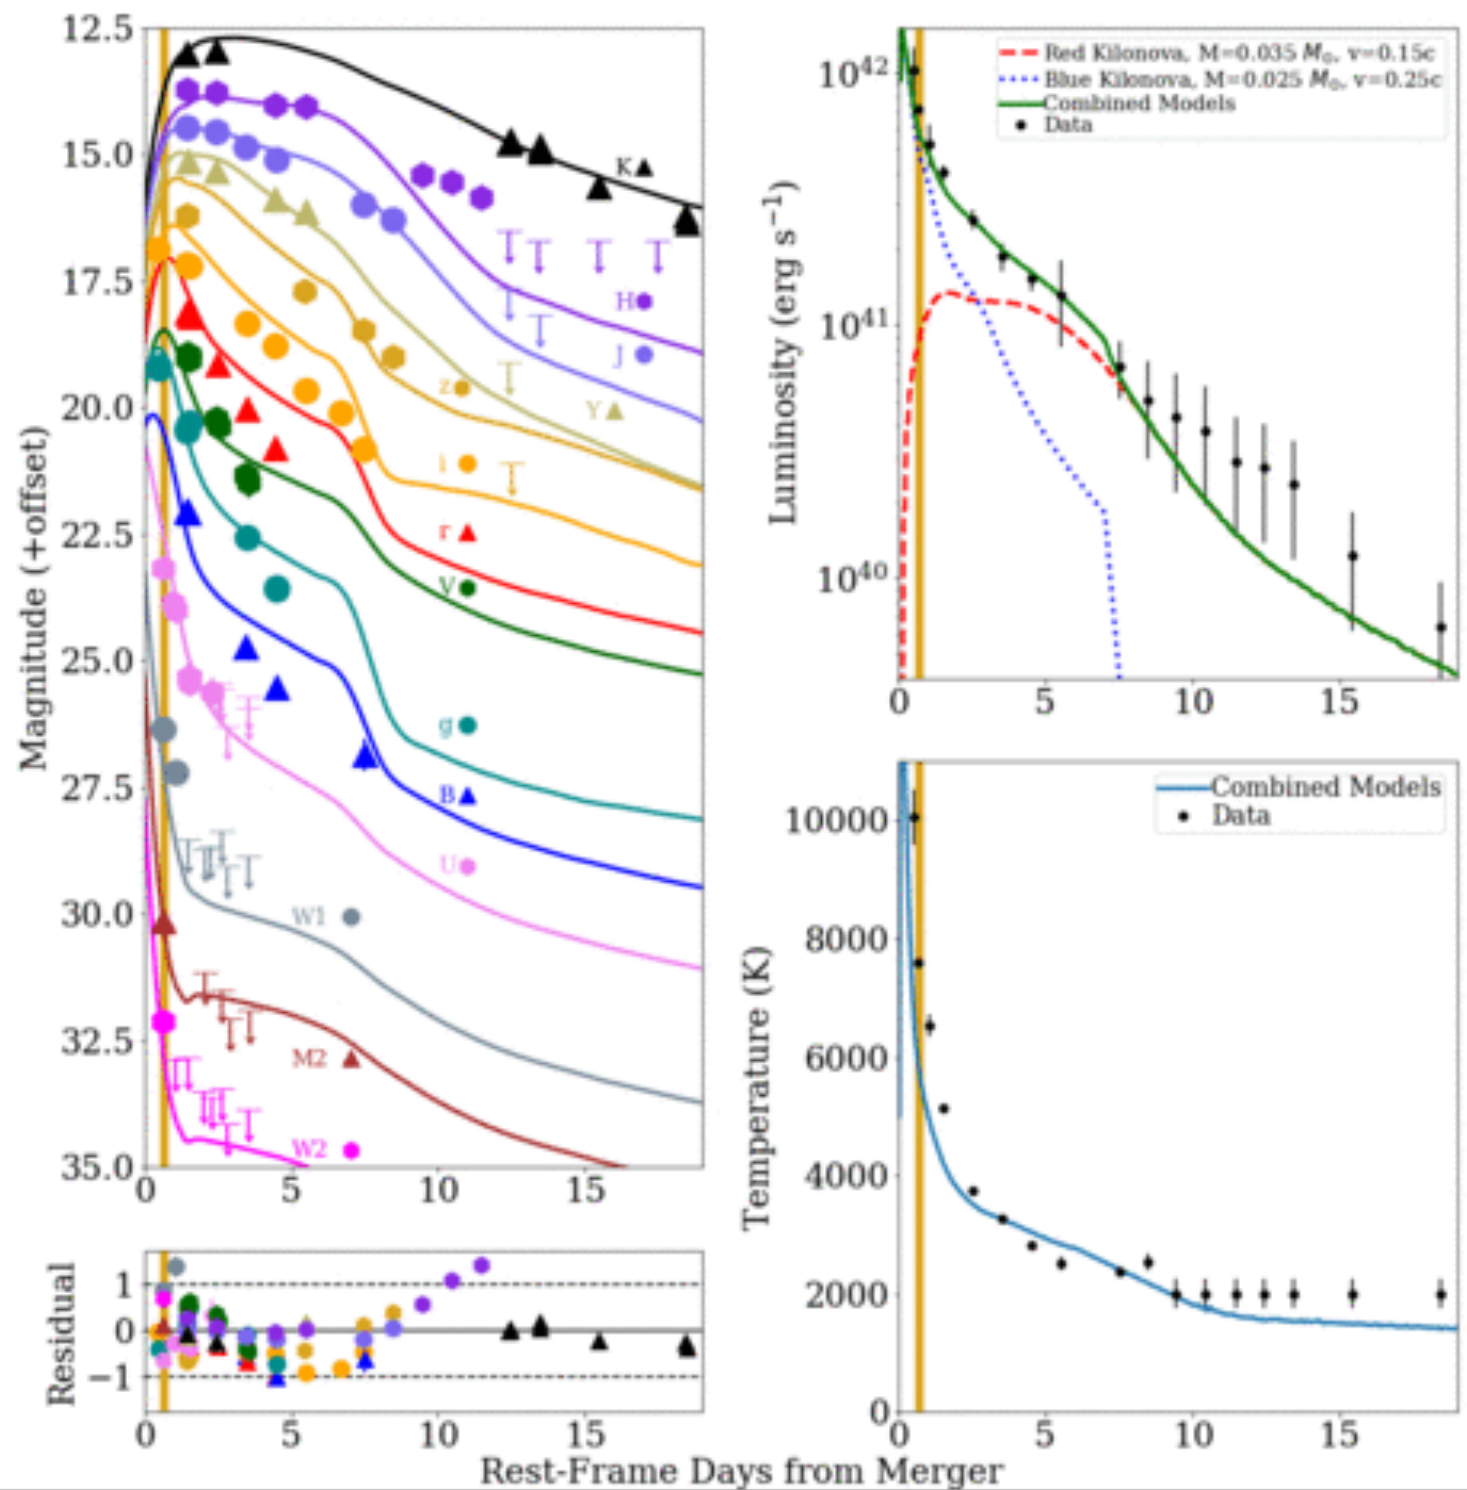 12.5
15.0
17.5
20.0
22.5
25.0
27.5
30.0
32.5
35.0
Magnitude (+offset)
K
H
J
z
Y
i
r
V
g
B
U
W1
M2
W2
0 5 10 15
1
0
−1
Residual
0 5 10 15
Red Kilonova, M=0.035 M⊙, v=0.15c
Blue Kilonova, M=0.025 M⊙, v=0.25c
Combined Models
Data
10⁴²
10⁴¹
10⁴⁰
Luminosity (erg s⁻¹)
0 5 10 15
Combined Models
Data
10000
8000
6000
4000
2000
0
Temperature (K)
0 5 10 15
Rest-Frame Days from Merger